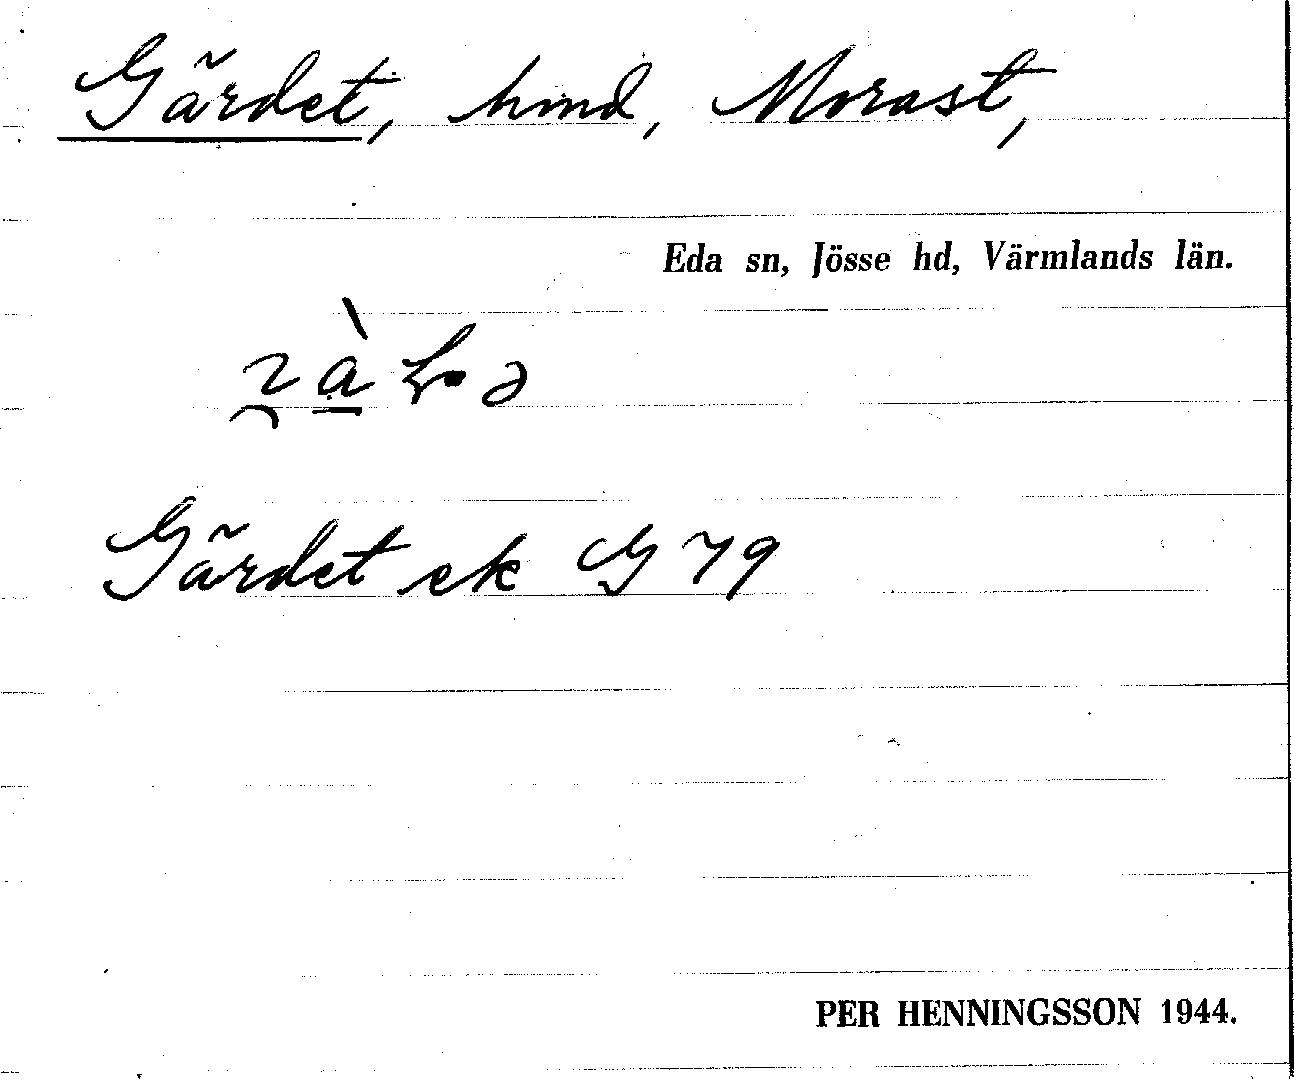 Gärdet, hmd, Morast,
Eda sn, Jösse hd, Värmlands län.
Gärdet ek G 79
PER HENNINGSSON 1944.